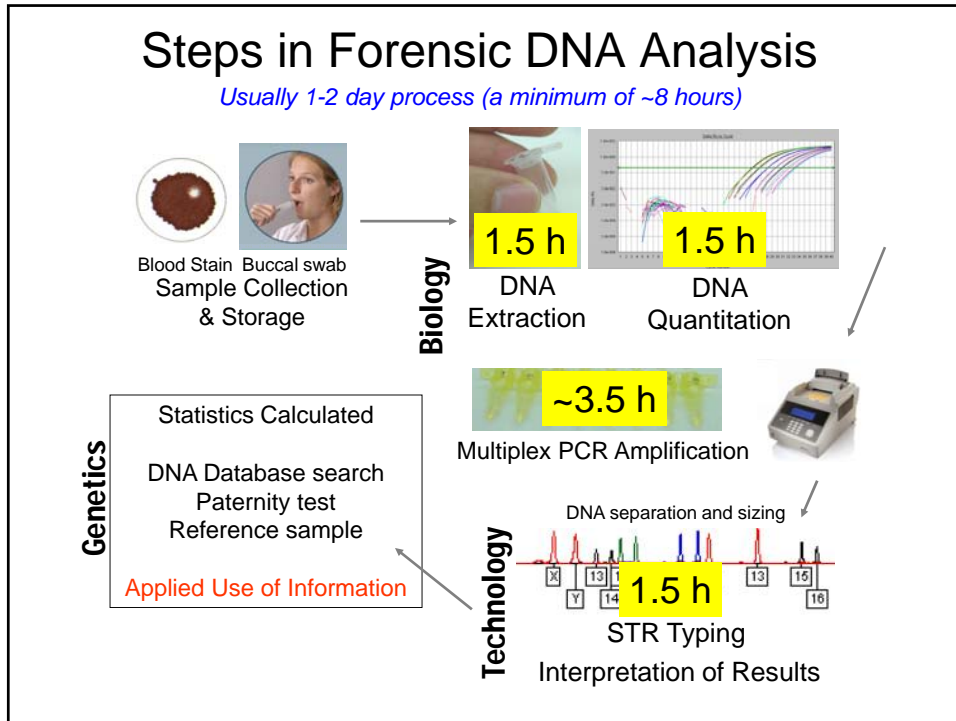 Steps in Forensic DNA Analysis
Usually 1-2 day process (a minimum of ~8 hours)
Blood Stain Buccal swab
Sample Collection
& Storage
Biology
1.5 h
DNA
Extraction
1.5 h
DNA
Quantitation
~3.5 h
Multiplex PCR Amplification
Technology
DNA separation and sizing
X
Y
13
14
13
15
16
1.5 h
STR Typing
Interpretation of Results
Genetics
Statistics Calculated
DNA Database search
Paternity test
Reference sample
Applied Use of Information